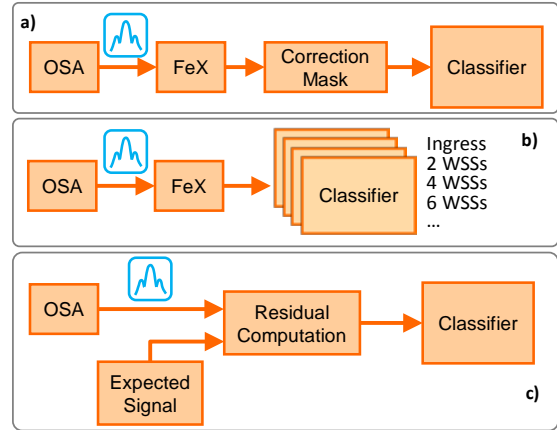 a)
OSA
FeX
Correction
Mask
Classifier
b)
OSA
FeX
Classifier
Ingress
2 WSSs
4 WSSs
6 WSSs
...
OSA
Residual
Computation
Classifier
Expected
Signal
c)